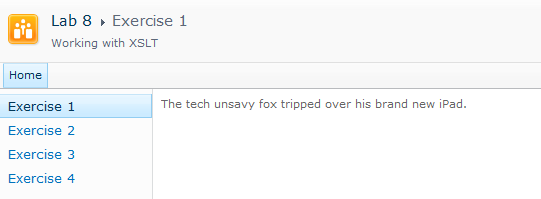 Lab 8 ▸ Exercise 1
Working with XSLT
Home
Exercise 1
The tech unsavy fox tripped over his brand new iPad.
Exercise 2
Exercise 3
Exercise 4